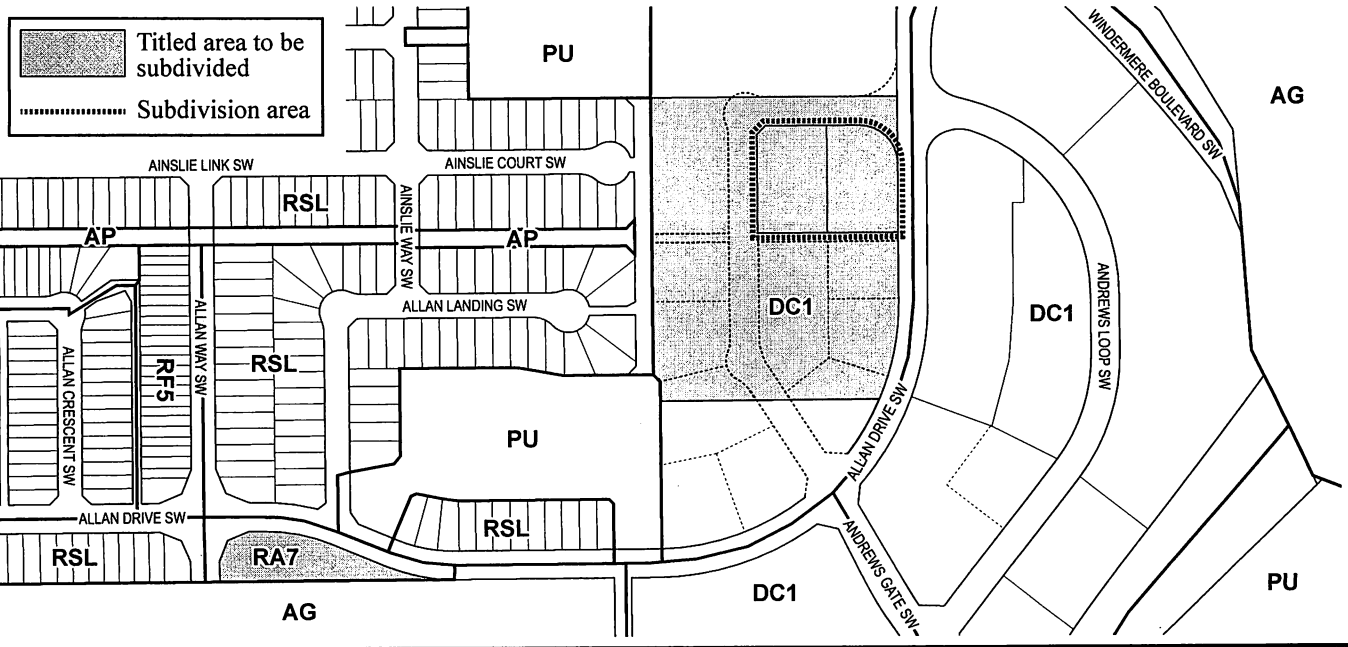 Titled area to be
subdivided
Subdivision area
PU
WINDERMERE BOULEVARD SW
AG
AINSLIE LINK SW
AINSLIE COURT SW
RSL
AINSLIE WAY SW
AP
AP
ALLAN LANDING SW
DC1
DC1
ANDREWS LOOP SW
ALLAN WAY SW
ALLAN CRESCENT SW
RF5
RSL
ALLAN DRIVE SW
PU
ALLAN DRIVE SW
RSL
ANDREWS GATE SW
RSL
RA7
DC1
PU
AG